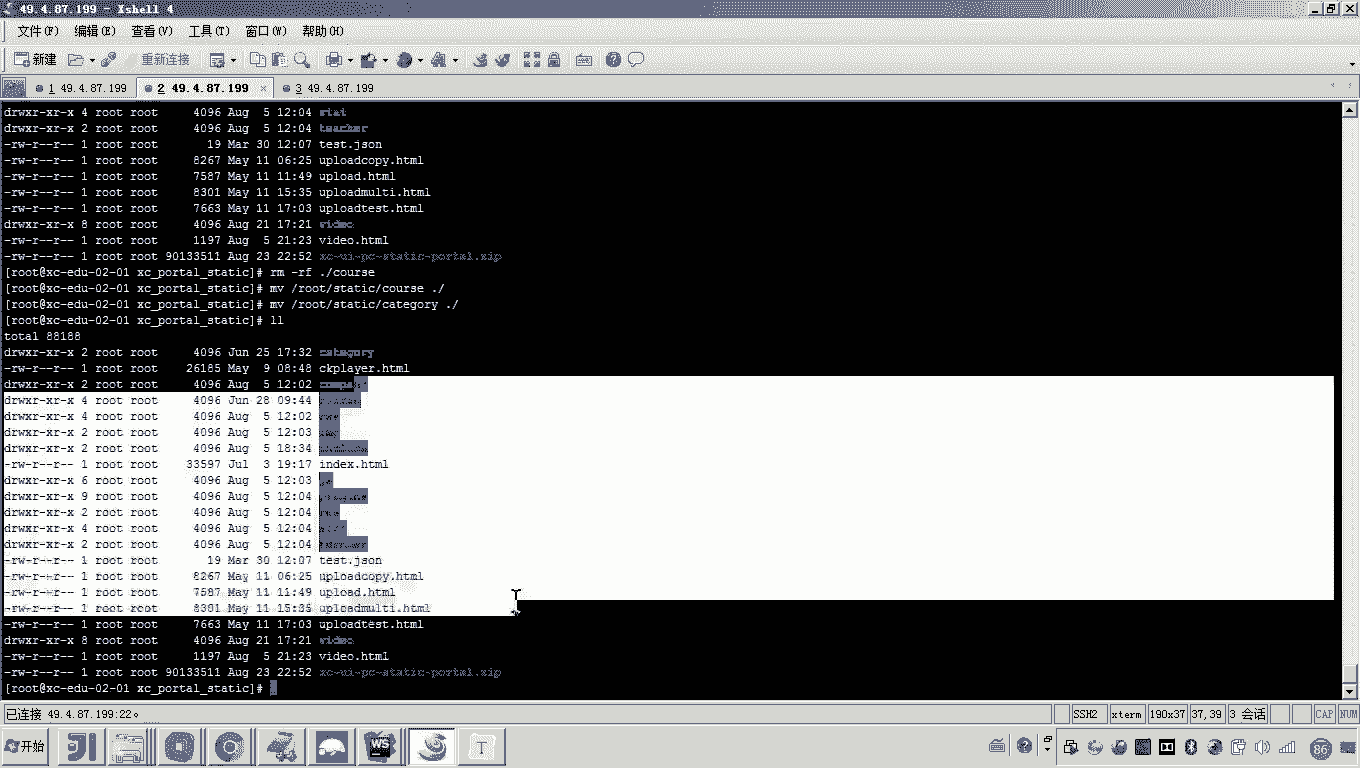 49.4.87.199 - Xshell 4
文件(F) 编辑(E) 查看(V) 工具(T) 窗口(W) 帮助(H)
新建 重新连接
1 49.4.87.199 2 49.4.87.199 × 3 49.4.87.199
drwxr-xr-x 4 root root 4096 Aug 5 12:04
drwxr-xr-x 2 root root 4096 Aug 5 12:04 teacher
-rw-r--r-- 1 root root 19 Mar 30 12:07 test.json
-rw-r--r-- 1 root root 8267 May 11 06:25 uploadcopy.html
-rw-r--r-- 1 root root 7587 May 11 11:49 upload.html
-rw-r--r-- 1 root root 8301 May 11 15:35 uploadmulti.html
-rw-r--r-- 1 root root 7663 May 11 17:03 uploadtest.html
drwxr-xr-x 8 root root 4096 Aug 21 17:21 video
-rw-r--r-- 1 root root 1197 Aug 5 21:23 video.html
-rw-r--r-- 1 root root 90133511 Aug 23 22:52 xc-ui-pc-static-portal.zip
[root@xc-edu-02-01 xc_portal_static]# rm -rf ./course
[root@xc-edu-02-01 xc_portal_static]# mv /root/static/course ./
[root@xc-edu-02-01 xc_portal_static]# mv /root/static/category ./
[root@xc-edu-02-01 xc_portal_static]# ll
total 88188
drwxr-xr-x 2 root root 4096 Jun 25 17:32 category
-rw-r--r-- 1 root root 26185 May 9 08:48 ckplayer.html
drwxr-xr-x 2 root root 4096 Aug 5 12:02
drwxr-xr-x 4 root root 4096 Jun 28 09:44
drwxr-xr-x 4 root root 4096 Aug 5 12:02
drwxr-xr-x 2 root root 4096 Aug 5 12:03
drwxr-xr-x 2 root root 4096 Aug 5 18:34
-rw-r--r-- 1 root root 33597 Jul 3 19:17 index.html
drwxr-xr-x 6 root root 4096 Aug 5 12:03
drwxr-xr-x 9 root root 4096 Aug 5 12:04
drwxr-xr-x 2 root root 4096 Aug 5 12:04
drwxr-xr-x 4 root root 4096 Aug 5 12:04
drwxr-xr-x 2 root root 4096 Aug 5 12:04
-rw-r--r-- 1 root root 19 Mar 30 12:07 test.json
-rw-r--r-- 1 root root 8267 May 11 06:25 uploadcopy.html
-rw-r--r-- 1 root root 7587 May 11 11:49 upload.html
-rw-r--r-- 1 root root 8301 May 11 15:35 uploadmulti.html
-rw-r--r-- 1 root root 7663 May 11 17:03 uploadtest.html
drwxr-xr-x 8 root root 4096 Aug 21 17:21 video
-rw-r--r-- 1 root root 1197 Aug 5 21:23 video.html
-rw-r--r-- 1 root root 90133511 Aug 23 22:52 xc-ui-pc-static-portal.zip
[root@xc-edu-02-01 xc_portal_static]#
已连接 49.4.87.199:22。 SSH2 xterm 190x37 37,39 3 会话 CAP NUM
开始 WS T 86